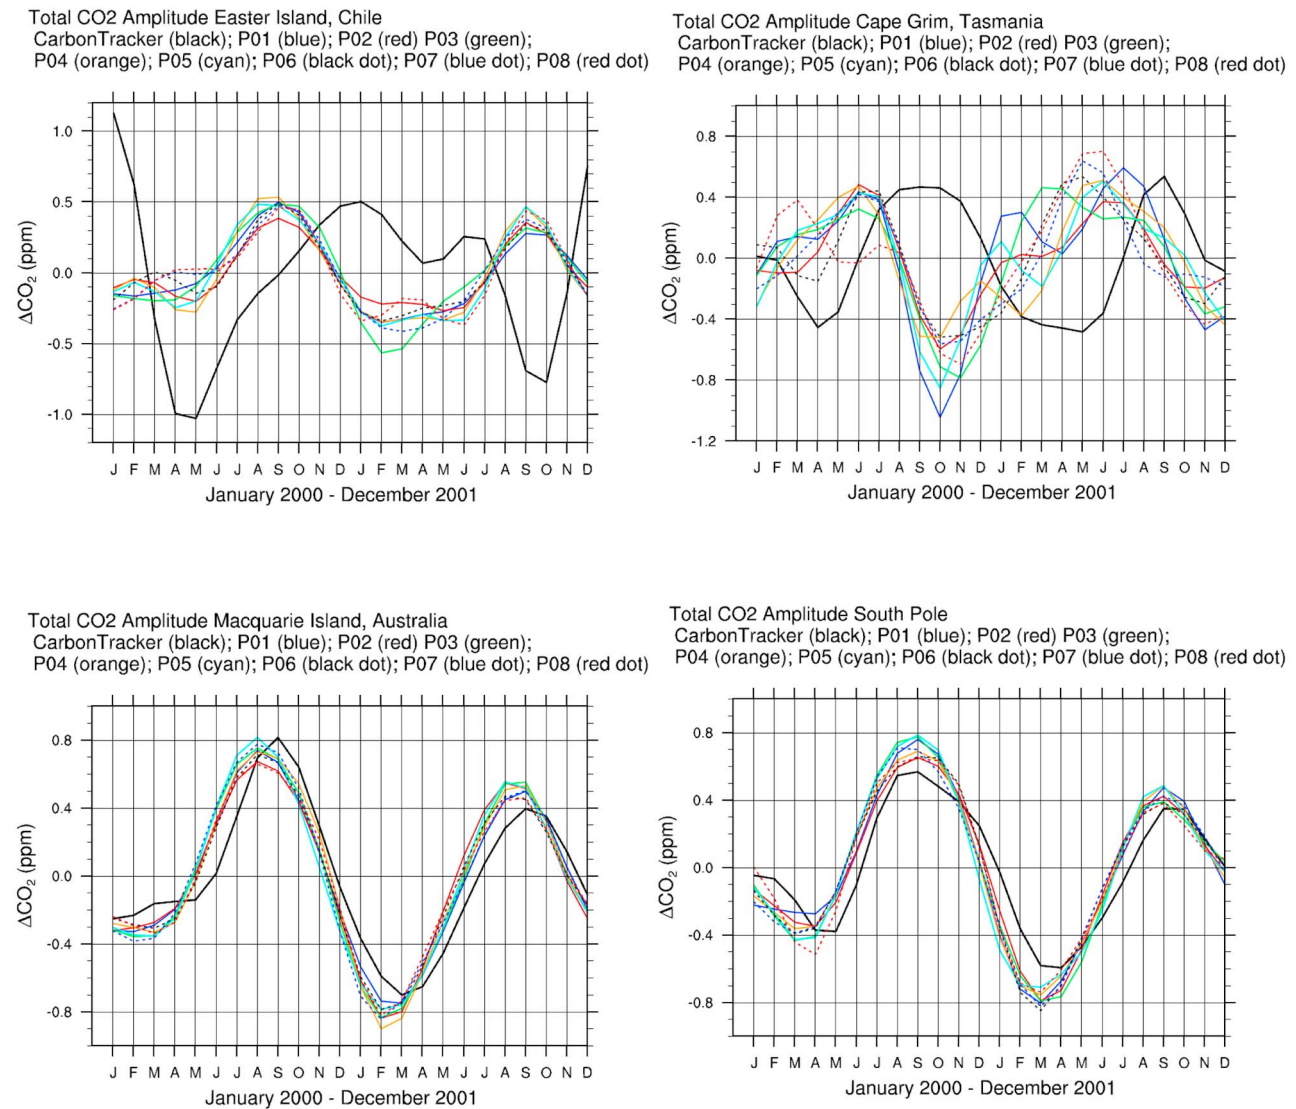 Total CO2 Amplitude Easter Island, Chile
CarbonTracker (black); P01 (blue); P02 (red) P03 (green);
P04 (orange); P05 (cyan); P06 (black dot); P07 (blue dot); P08 (red dot)
1.0
0.5
0.0
-0.5
-1.0
ΔCO₂ (ppm)
J F M A M J J A S O N D J F M A M J J A S O N D
January 2000 - December 2001
Total CO2 Amplitude Cape Grim, Tasmania
CarbonTracker (black); P01 (blue); P02 (red) P03 (green);
P04 (orange); P05 (cyan); P06 (black dot); P07 (blue dot); P08 (red dot)
0.8
0.4
0.0
-0.4
-0.8
-1.2
ΔCO₂ (ppm)
J F M A M J J A S O N D J F M A M J J A S O N D
January 2000 - December 2001
Total CO2 Amplitude Macquarie Island, Australia
CarbonTracker (black); P01 (blue); P02 (red) P03 (green);
P04 (orange); P05 (cyan); P06 (black dot); P07 (blue dot); P08 (red dot)
0.8
0.4
0.0
-0.4
-0.8
ΔCO₂ (ppm)
J F M A M J J A S O N D J F M A M J J A S O N D
January 2000 - December 2001
Total CO2 Amplitude South Pole
CarbonTracker (black); P01 (blue); P02 (red) P03 (green);
P04 (orange); P05 (cyan); P06 (black dot); P07 (blue dot); P08 (red dot)
0.8
0.4
0.0
-0.4
-0.8
ΔCO₂ (ppm)
J F M A M J J A S O N D J F M A M J J A S O N D
January 2000 - December 2001